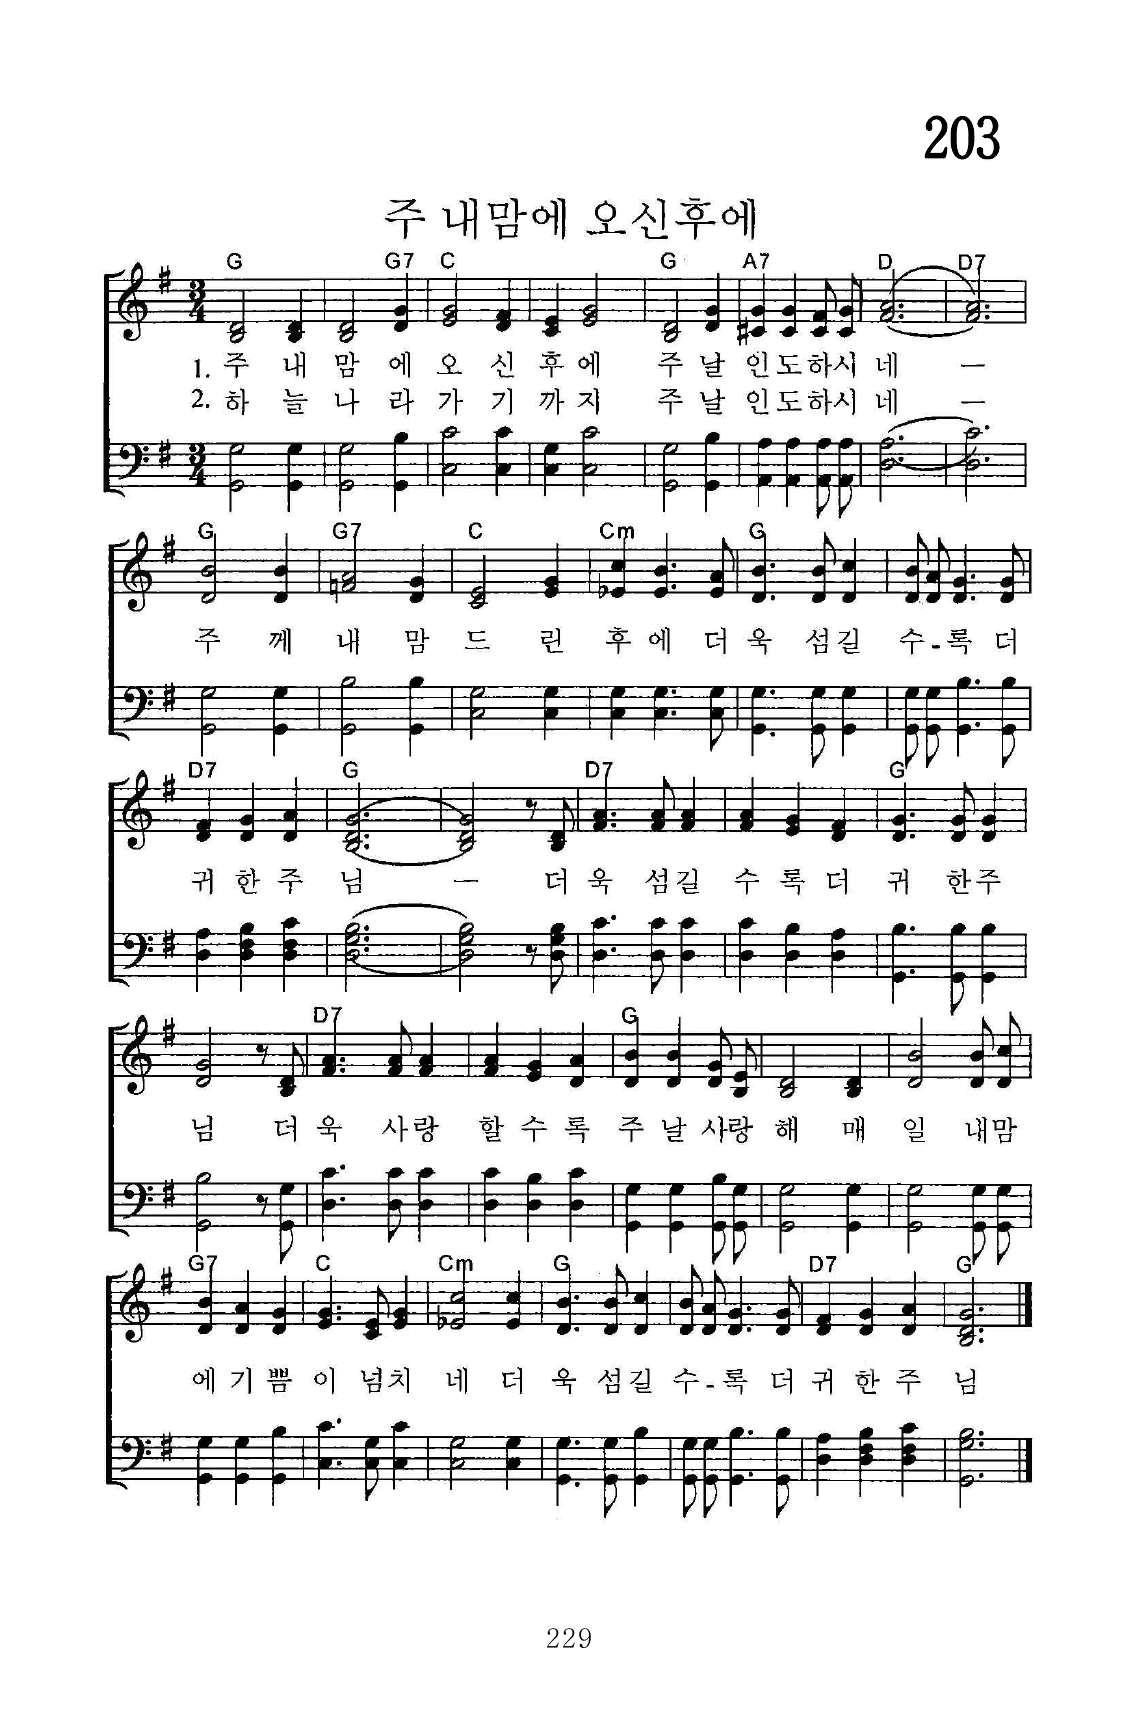 203
주 내맘에 오신후에
G G7 C G A7 D D7
1. 주 내 맘 에 오 신 후 에 주 날 인도하시 네 —
2. 하 늘 나 라 가 기 까 지 주 날 인도하시 네 —
G G7 C Cm G
주 께 내 맘 드 린 후 에 더 욱 섬길 수-록 더
D7 G D7 G
귀 한 주 님 — 더 욱 섬길 수 록 더 귀 한주
D7 G
님 더 욱 사랑 할 수 록 주 날 사랑 해 매 일 내맘
G7 C Cm G D7 G
에 기 쁨 이 넘치 네 더 욱 섬길 수-록 더 귀 한 주 님
229